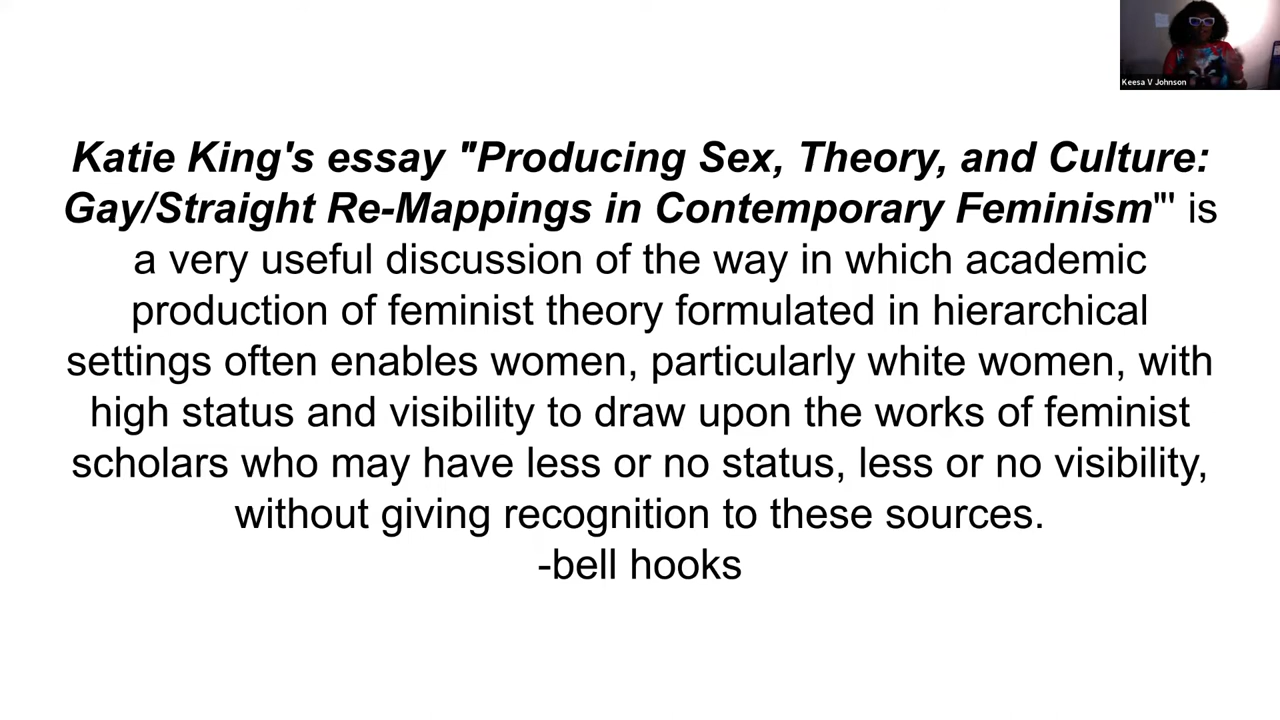 Keesa V Johnson
Katie King's essay "Producing Sex, Theory, and Culture:
Gay/Straight Re-Mappings in Contemporary Feminism"' is
a very useful discussion of the way in which academic
production of feminist theory formulated in hierarchical
settings often enables women, particularly white women, with
high status and visibility to draw upon the works of feminist
scholars who may have less or no status, less or no visibility,
without giving recognition to these sources.
-bell hooks